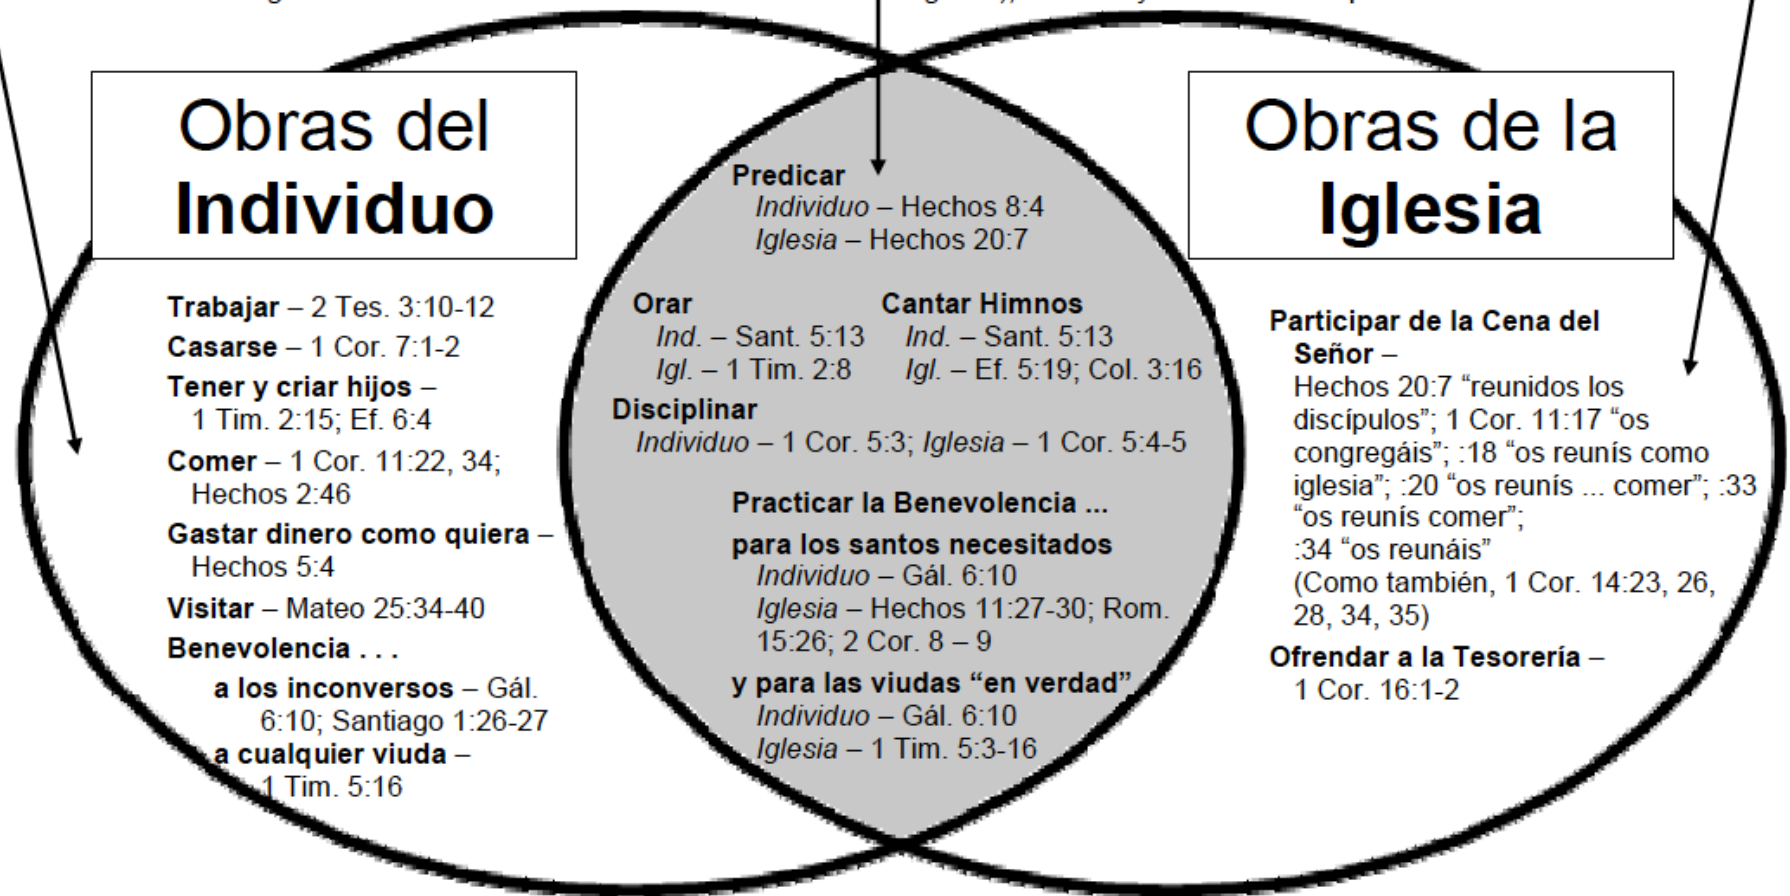 Obras del
Individuo
Trabajar – 2 Tes. 3:10-12
Casarse – 1 Cor. 7:1-2
Tener y criar hijos –
1 Tim. 2:15; Ef. 6:4
Comer – 1 Cor. 11:22, 34;
Hechos 2:46
Gastar dinero como quiera –
Hechos 5:4
Visitar – Mateo 25:34-40
Benevolencia . . .
a los inconversos – Gál.
6:10; Santiago 1:26-27
a cualquier viuda –
1 Tim. 5:16
Predicar
Individuo – Hechos 8:4
Iglesia – Hechos 20:7
Orar
Ind. – Sant. 5:13
Igl. – 1 Tim. 2:8
Cantar Himnos
Ind. – Sant. 5:13
Igl. – Ef. 5:19; Col. 3:16
Disciplinar
Individuo – 1 Cor. 5:3; Iglesia – 1 Cor. 5:4-5
Practicar la Benevolencia ...
para los santos necesitados
Individuo – Gál. 6:10
Iglesia – Hechos 11:27-30; Rom.
15:26; 2 Cor. 8 – 9
y para las viudas “en verdad”
Individuo – Gál. 6:10
Iglesia – 1 Tim. 5:3-16
Obras de la
Iglesia
Participar de la Cena del
Señor –
Hechos 20:7 “reunidos los
discípulos”; 1 Cor. 11:17 “os
congregáis”; :18 “os reunís como
iglesia”; :20 “os reunís ... comer”; :33
“os reunís comer”;
:34 “os reunáis”
(Como también, 1 Cor. 14:23, 26,
28, 34, 35)
Ofrendar a la Tesorería –
1 Cor. 16:1-2